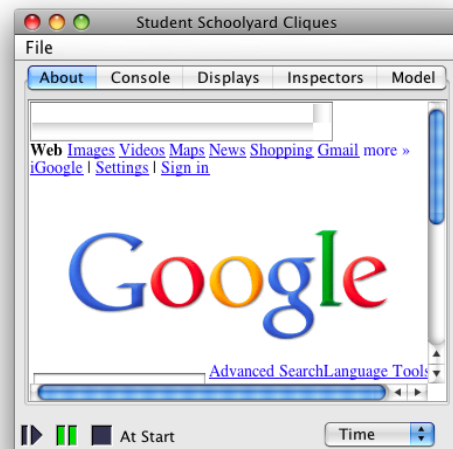 Student Schoolyard Cliques
File
About Console Displays Inspectors Model
Web Images Videos Maps News Shopping Gmail more »
iGoogle | Settings | Sign in
Google
Advanced SearchLanguage Tools
At Start Time